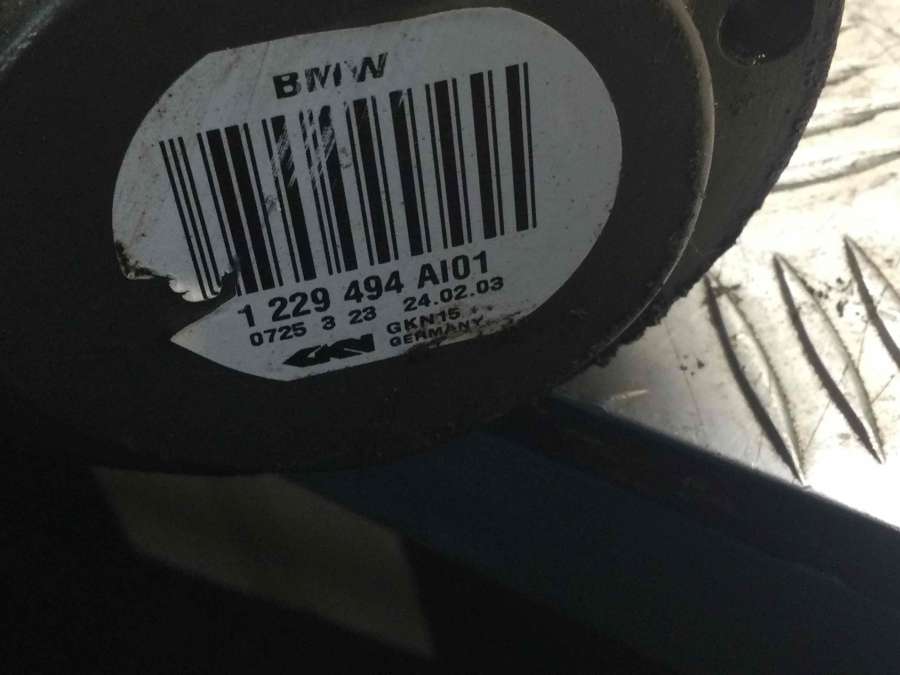 BMW
1 229 494 AI01
0725 3 23 24.02.03
GKN GKN15
GERMANY